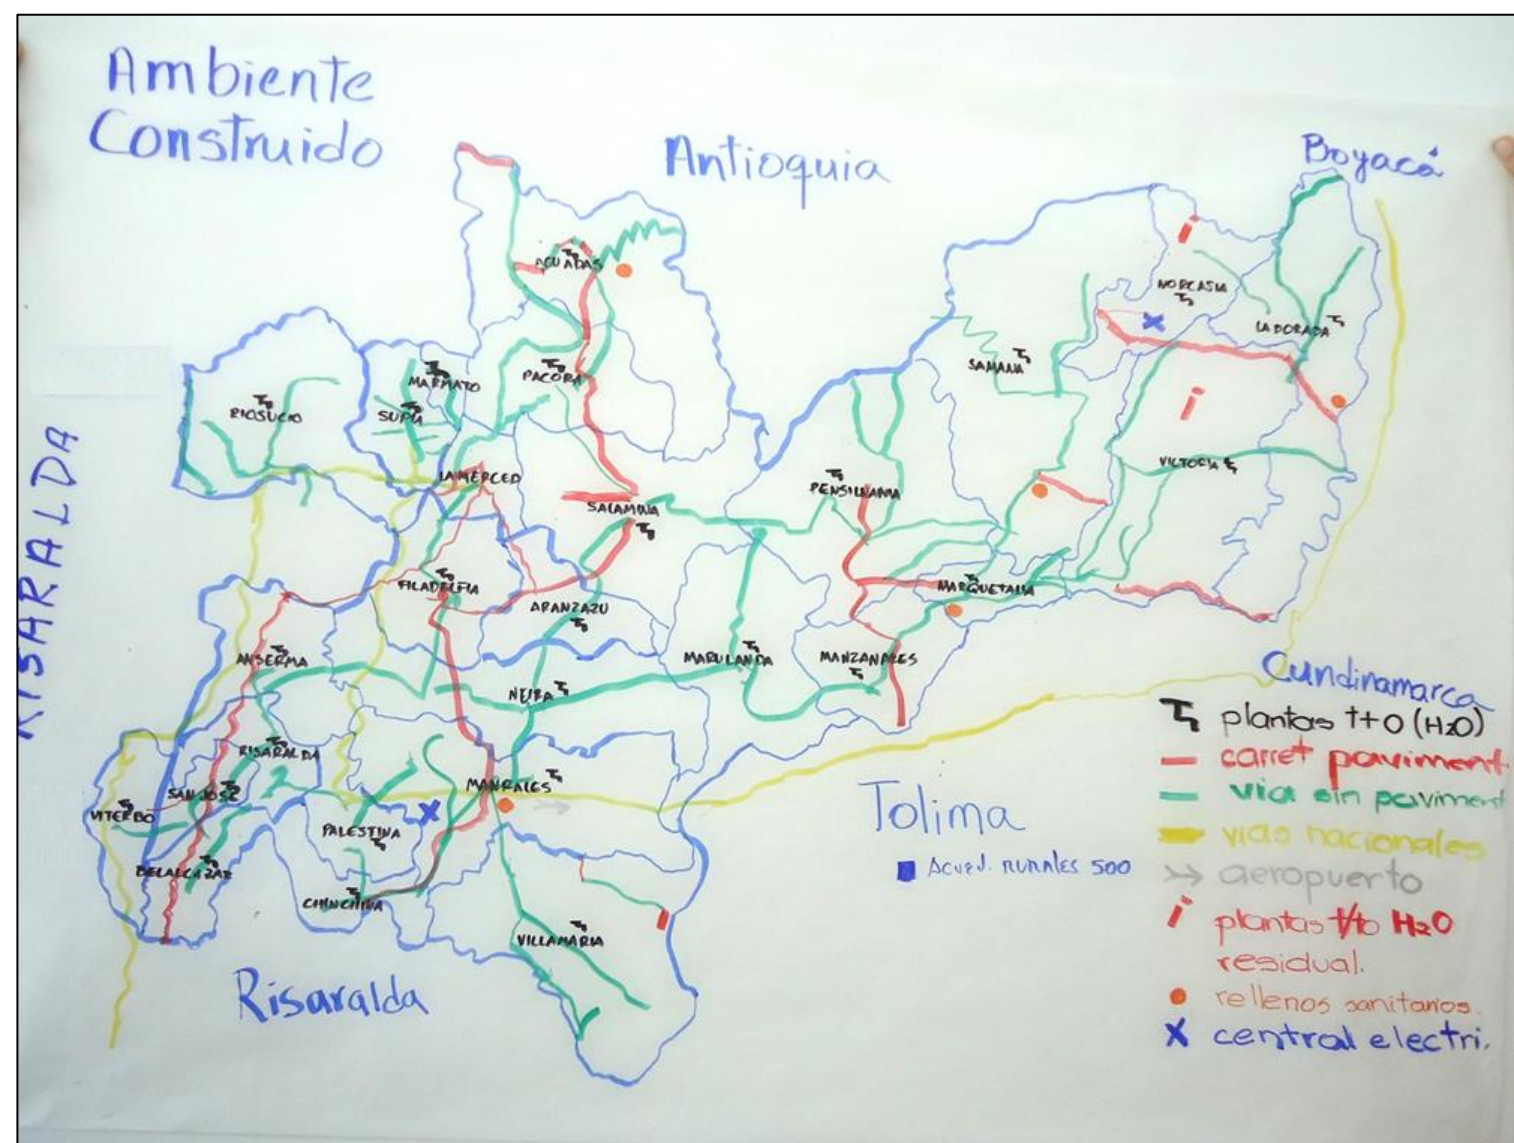 Ambiente
Construido
Antioquia
Boyacá
RISARALDA
AGUADAS
NORCASIA
LA DORADA
MARMATO
PACORA
SAMANA
RIOSUCIO
SUPIA
LA MERCED
VICTORIA
PENSILVANIA
SALAMINA
FILADELFIA
MARQUETALIA
ARANZAZU
ANSERMA
MARULANDA
MANZANARES
NEIRA
RISARALDA
SAN JOSE
MANIZALES
VITERBO
PALESTINA
BELALCAZAR
CHINCHINA
VILLAMARIA
Risaralda
Tolima
Acued. RURALES 500
Cundinamarca
plantas t+o (H2O)
carret paviment.
via sin paviment
vias nacionales
aeropuerto
plantas t/to H2O
residual.
rellenos sanitarios.
central electri.